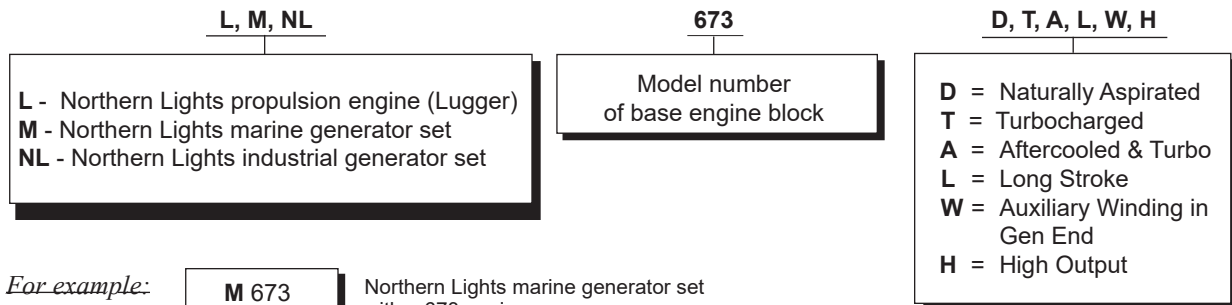 L, M, NL
L - Northern Lights propulsion engine (Lugger)
M - Northern Lights marine generator set
NL - Northern Lights industrial generator set
673
Model number
of base engine block
D, T, A, L, W, H
D = Naturally Aspirated
T = Turbocharged
A = Aftercooled & Turbo
L = Long Stroke
W = Auxiliary Winding in
Gen End
H = High Output
For example:
M 673
Northern Lights marine generator set